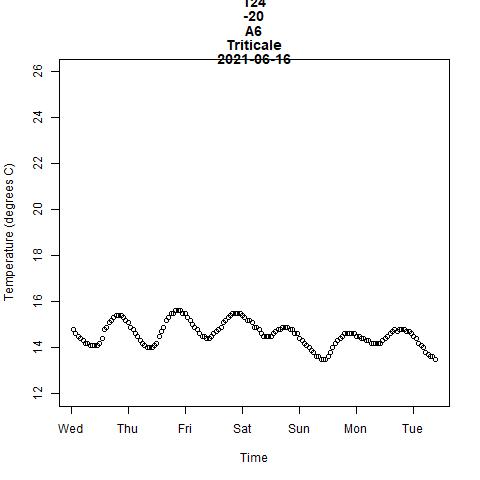 124
-20
A6
Triticale
2021-06-16
26
24
22
20
18
16
14
12
Temperature (degrees C)
Wed Thu Fri Sat Sun Mon Tue
Time